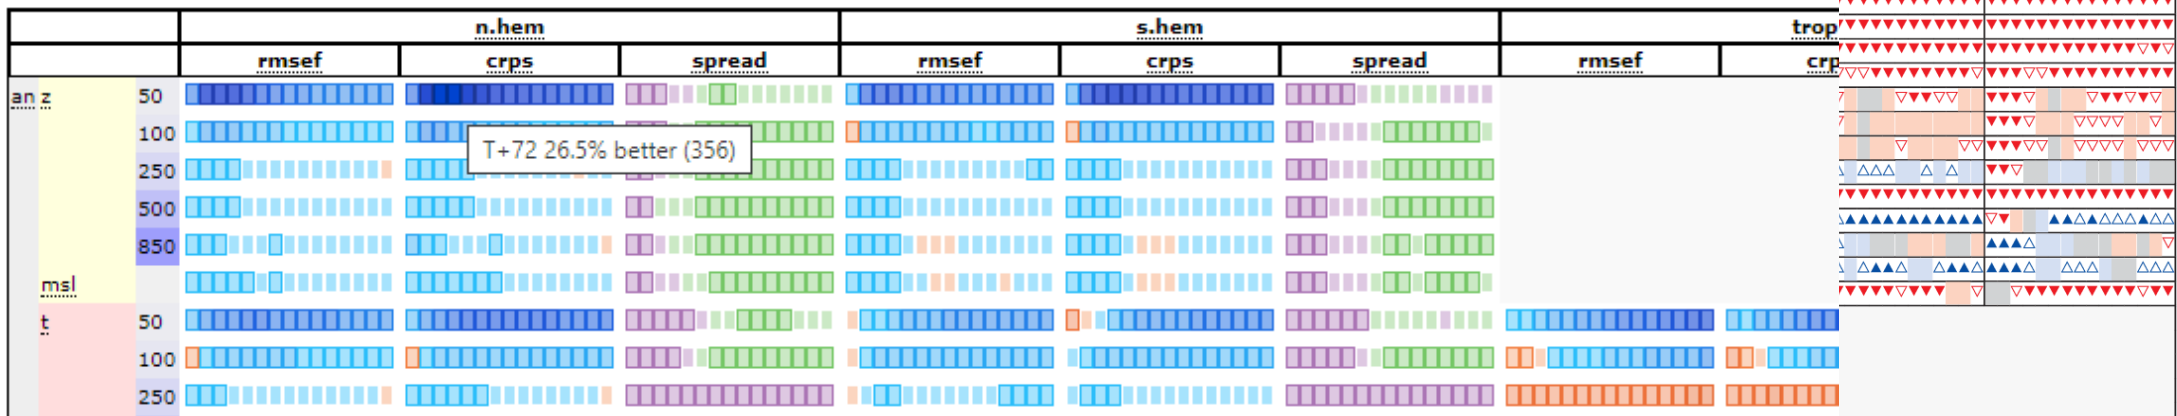 n.hem s.hem trop
rmsef crps spread rmsef crps spread rmsef crp
an z 50
100
T+72 26.5% better (356)
250
500
850
msl
t 50
100
250